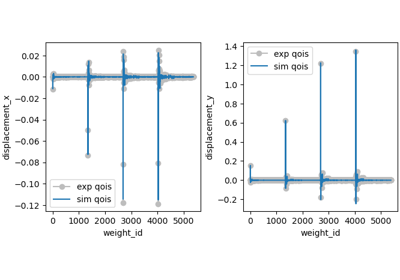 0.02
0.00
−0.02
−0.04
−0.06
−0.08
−0.10
−0.12
displacement_x
exp qois
sim qois
0 1000 2000 3000 4000 5000
weight_id
1.4
1.2
1.0
0.8
0.6
0.4
0.2
0.0
−0.2
displacement_y
exp qois
sim qois
0 1000 2000 3000 4000 5000
weight_id